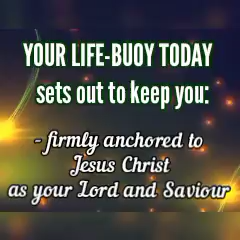 YOUR LIFE-BUOY TODAY
sets out to keep you:
- firmly anchored to
Jesus Christ
as your Lord and Saviour